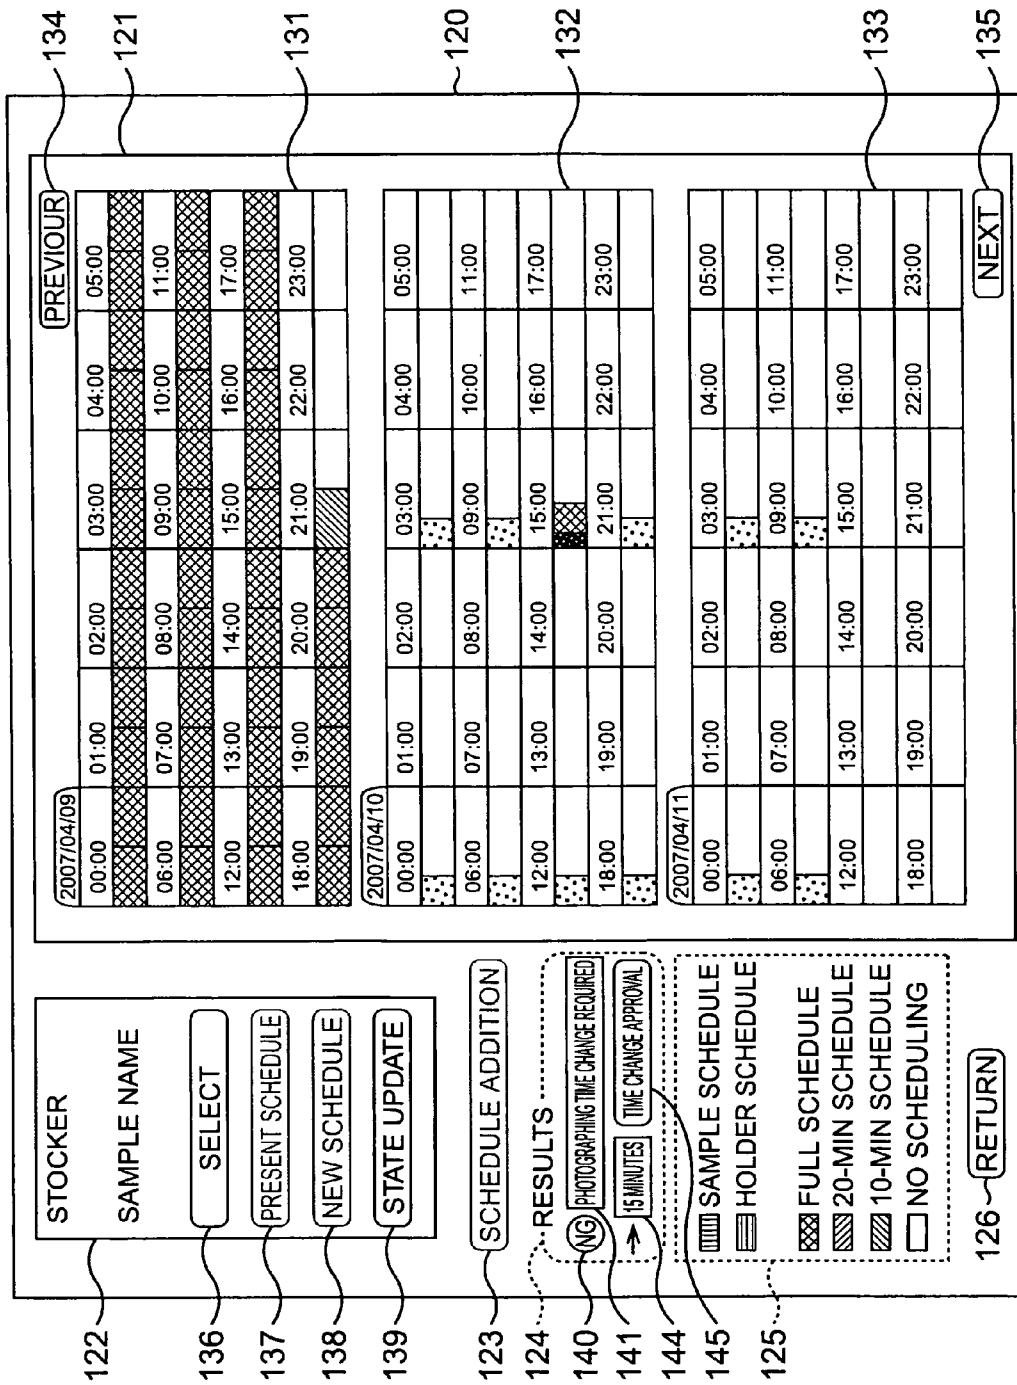 122
STOCKER
SAMPLE NAME
136
SELECT
137
PRESENT SCHEDULE
138
NEW SCHEDULE
139
STATE UPDATE
123
SCHEDULE ADDITION
124
RESULTS
140
NG
PHOTOGRAPHING TIME CHANGE REQUIRED
141
→ 15 MINUTES
144
TIME CHANGE APPROVAL
145
125
SAMPLE SCHEDULE
HOLDER SCHEDULE
FULL SCHEDULE
20-MIN SCHEDULE
10-MIN SCHEDULE
NO SCHEDULING
126
RETURN
PREVIOUR
134
121
2007/04/09
00:00 01:00 02:00 03:00 04:00 05:00
06:00 07:00 08:00 09:00 10:00 11:00
12:00 13:00 14:00 15:00 16:00 17:00
18:00 19:00 20:00 21:00 22:00 23:00
131
120
2007/04/10
00:00 01:00 02:00 03:00 04:00 05:00
06:00 07:00 08:00 09:00 10:00 11:00
12:00 13:00 14:00 15:00 16:00 17:00
18:00 19:00 20:00 21:00 22:00 23:00
132
2007/04/11
00:00 01:00 02:00 03:00 04:00 05:00
06:00 07:00 08:00 09:00 10:00 11:00
12:00 13:00 14:00 15:00 16:00 17:00
18:00 19:00 20:00 21:00 22:00 23:00
133
NEXT
135